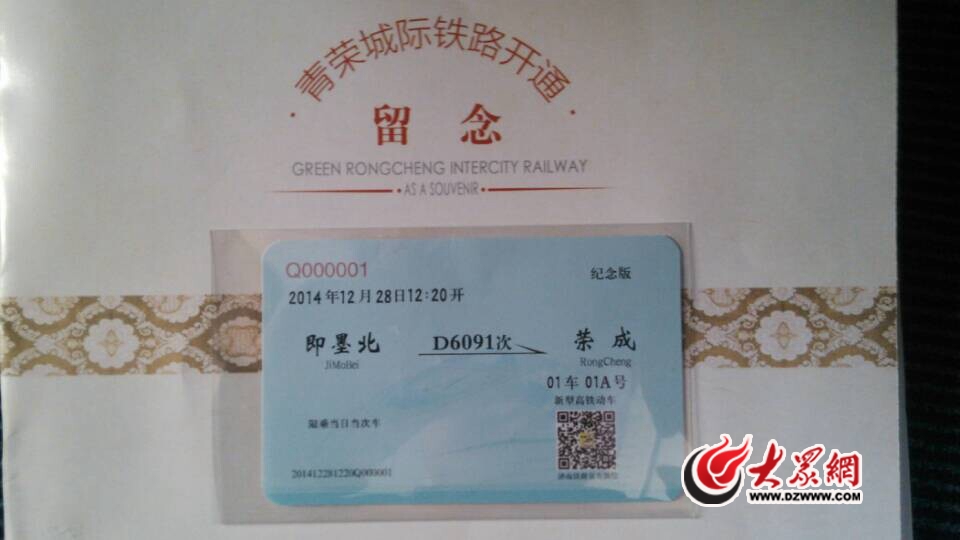 青荣城际铁路开通
留念
GREEN RONGCHENG INTERCITY RAILWAY
AS A SOUVENIR
Q000001
纪念版
2014年12月28日12:20开
即墨北 D6091次 荣成
JiMoBei RongCheng
01车01A号
新型高铁动车
限乘当日当次车
201412281220Q000001
大眾網
WWW.DZWWW.COM